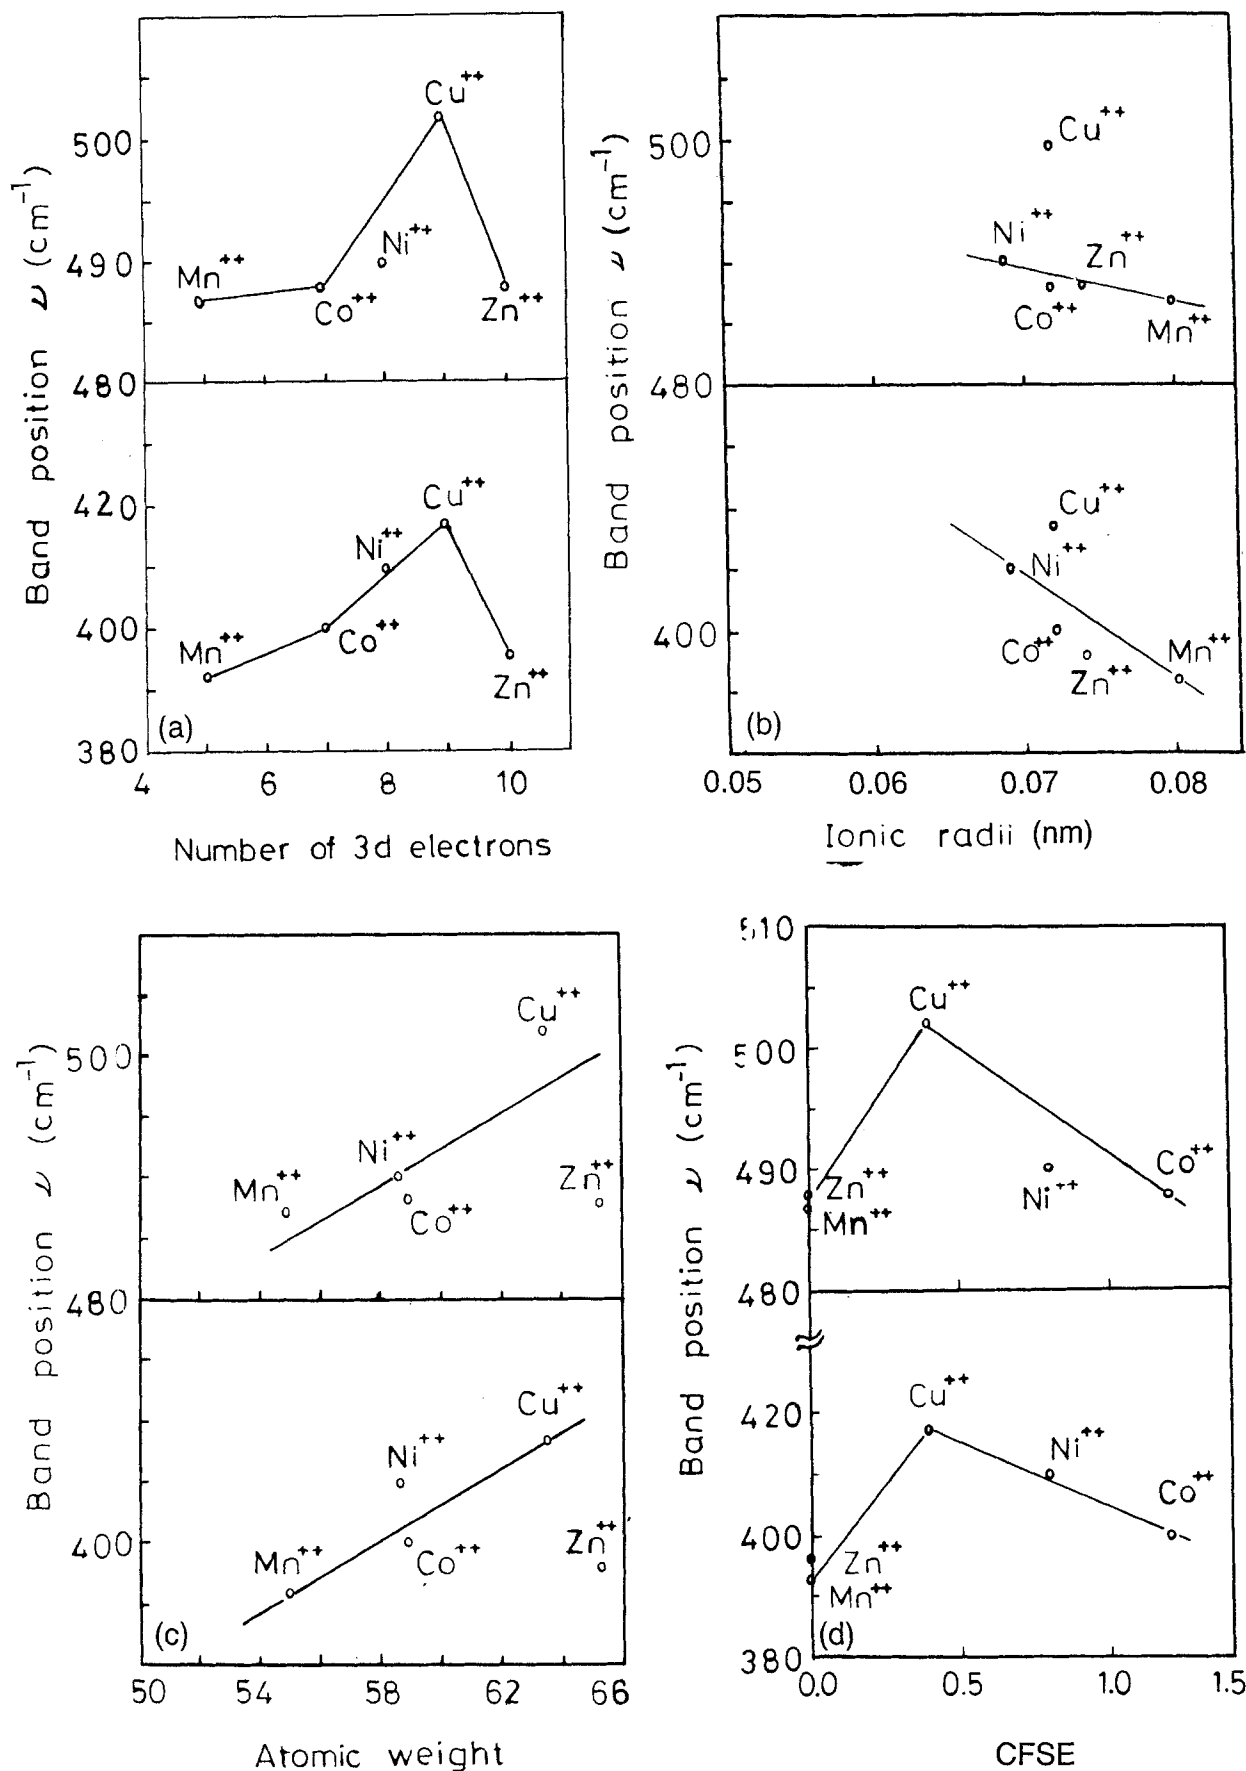 Band position ν (cm⁻¹)
500
490
480
420
400
380
Cu⁺⁺
Ni⁺⁺
Mn⁺⁺
Co⁺⁺
Zn⁺⁺
Cu⁺⁺
Ni⁺⁺
Mn⁺⁺
Co⁺⁺
Zn⁺⁺
(a)
4 6 8 10
Number of 3d electrons
Band position ν (cm⁻¹)
500
480
400
Cu⁺⁺
Ni⁺⁺
Zn⁺⁺
Co⁺⁺
Mn⁺⁺
Cu⁺⁺
Ni⁺⁺
Co⁺⁺
Zn⁺⁺
Mn⁺⁺
(b)
0.05 0.06 0.07 0.08
Ionic radii (nm)
Band position ν (cm⁻¹)
500
480
400
Cu⁺⁺
Ni⁺⁺
Mn⁺⁺
Co⁺⁺
Zn⁺⁺
Cu⁺⁺
Ni⁺⁺
Mn⁺⁺
Co⁺⁺
Zn⁺⁺
(c)
50 54 58 62 66
Atomic weight
Band position ν (cm⁻¹)
510
500
490
480
420
400
380
Cu⁺⁺
Zn⁺⁺
Mn⁺⁺
Ni⁺⁺
Co⁺⁺
Cu⁺⁺
Ni⁺⁺
Co⁺⁺
Zn⁺⁺
Mn⁺⁺
(d)
0.0 0.5 1.0 1.5
CFSE